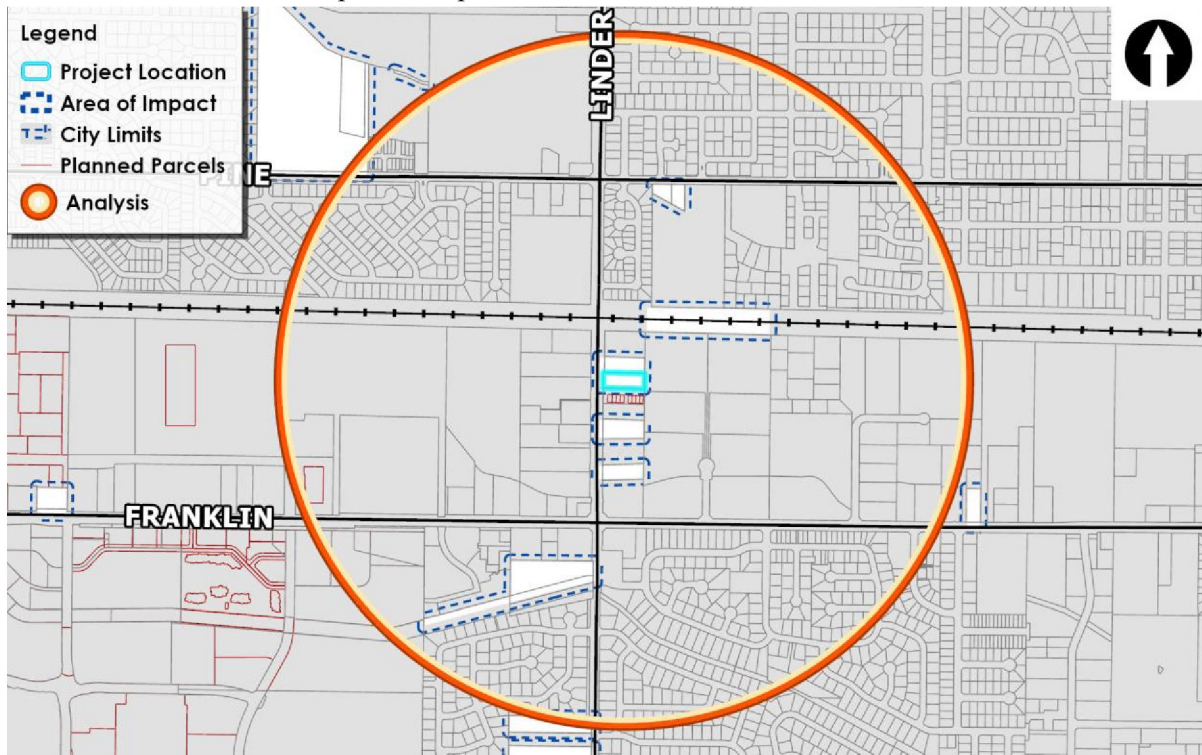 Legend
Project Location
Area of Impact
City Limits
Planned Parcels
Analysis
LINDER
PINE
FRANKLIN